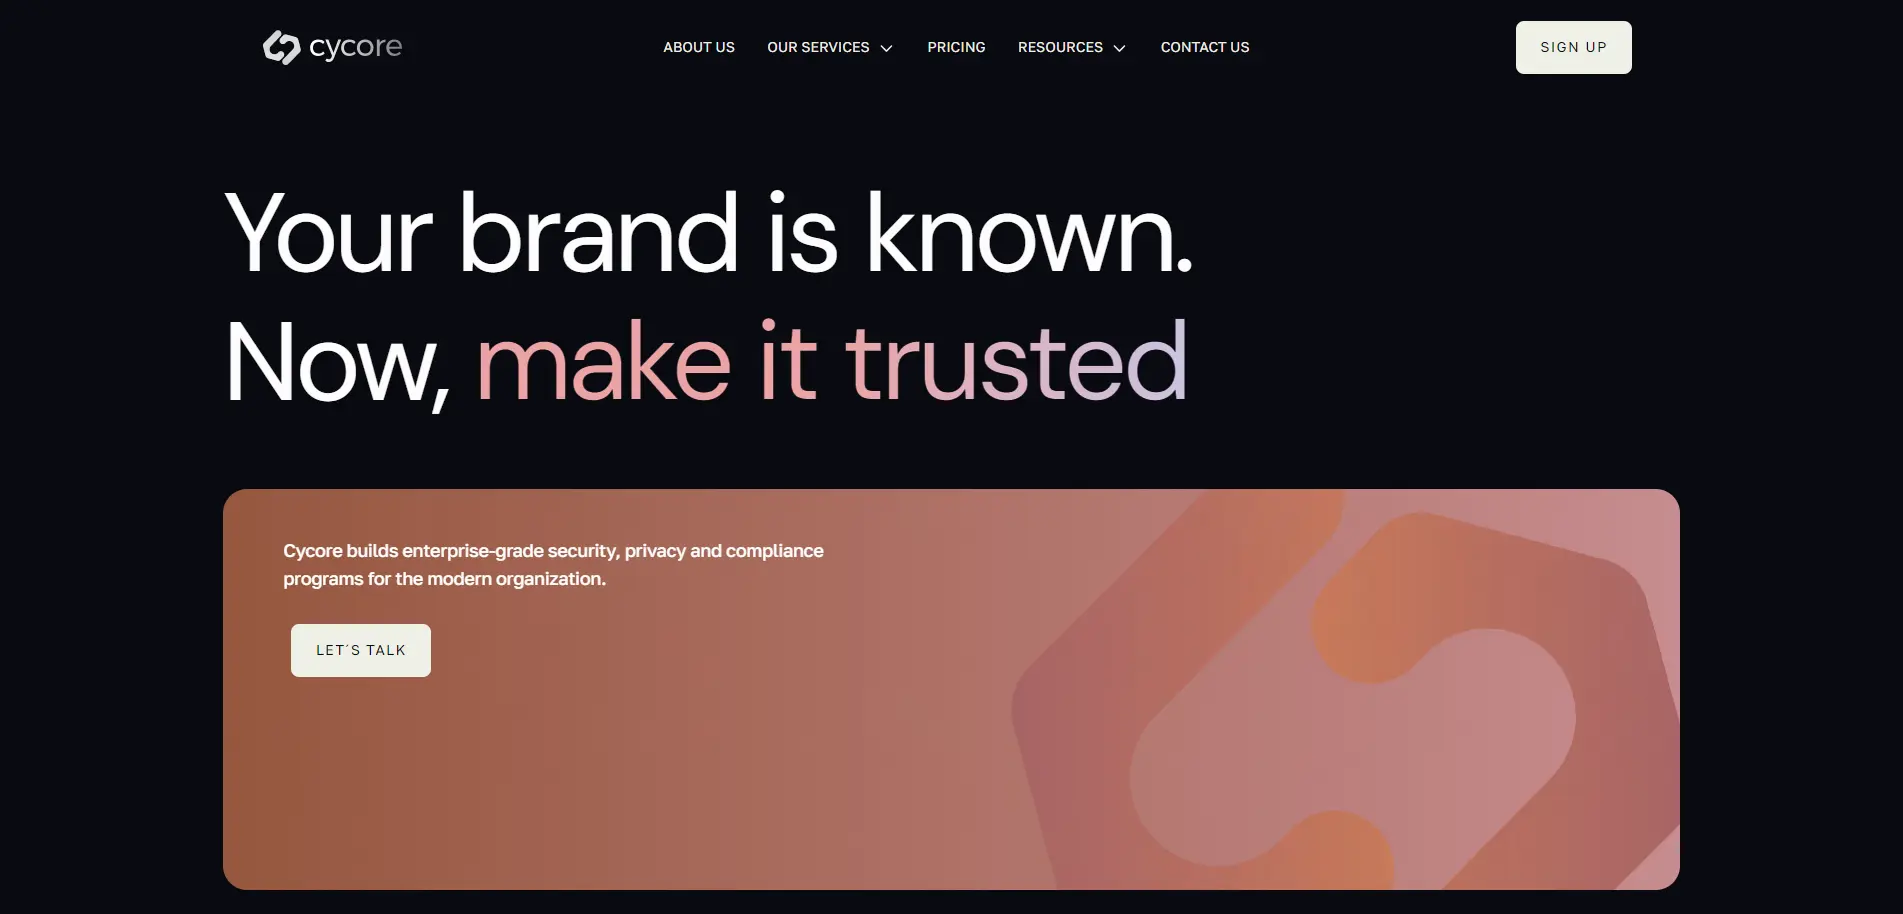 cycore
ABOUT US
OUR SERVICES
PRICING
RESOURCES
CONTACT US
SIGN UP
Your brand is known.
Now, make it trusted
Cycore builds enterprise-grade security, privacy and compliance
programs for the modern organization.
LET´S TALK